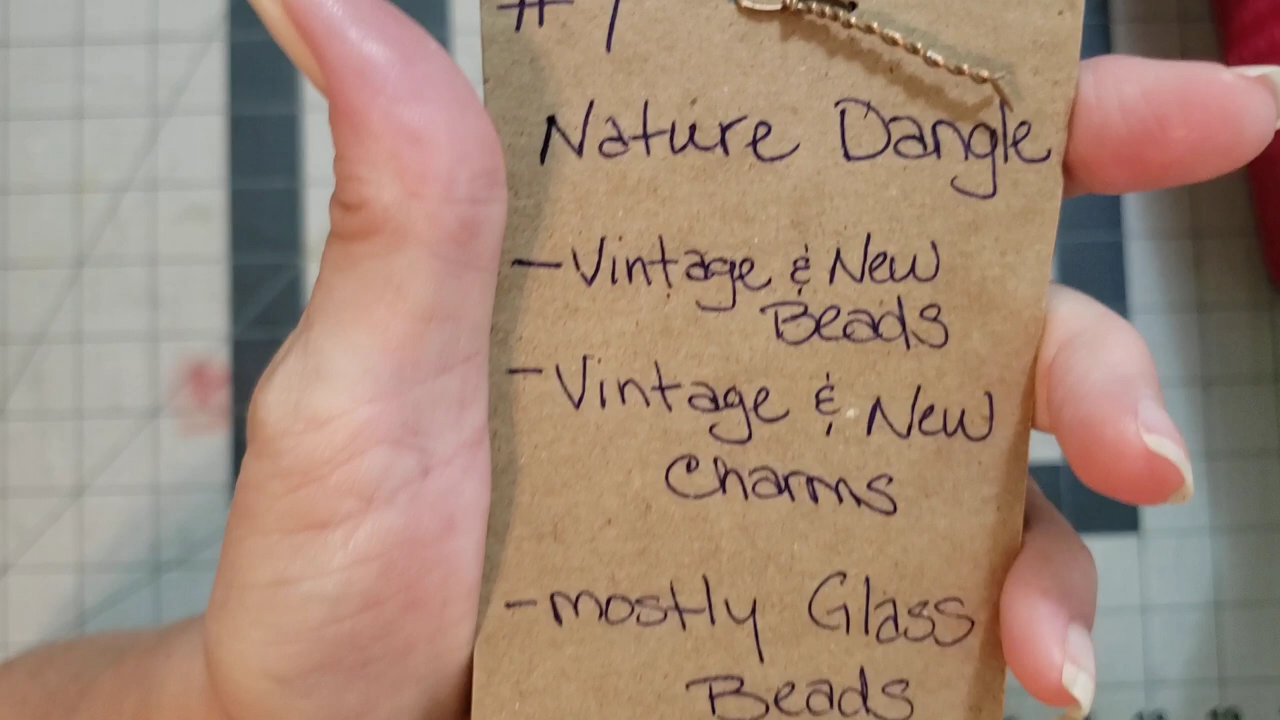 Nature Dangle
- Vintage & New
Beads
- Vintage & New
Charms
- mostly Glass
Beads